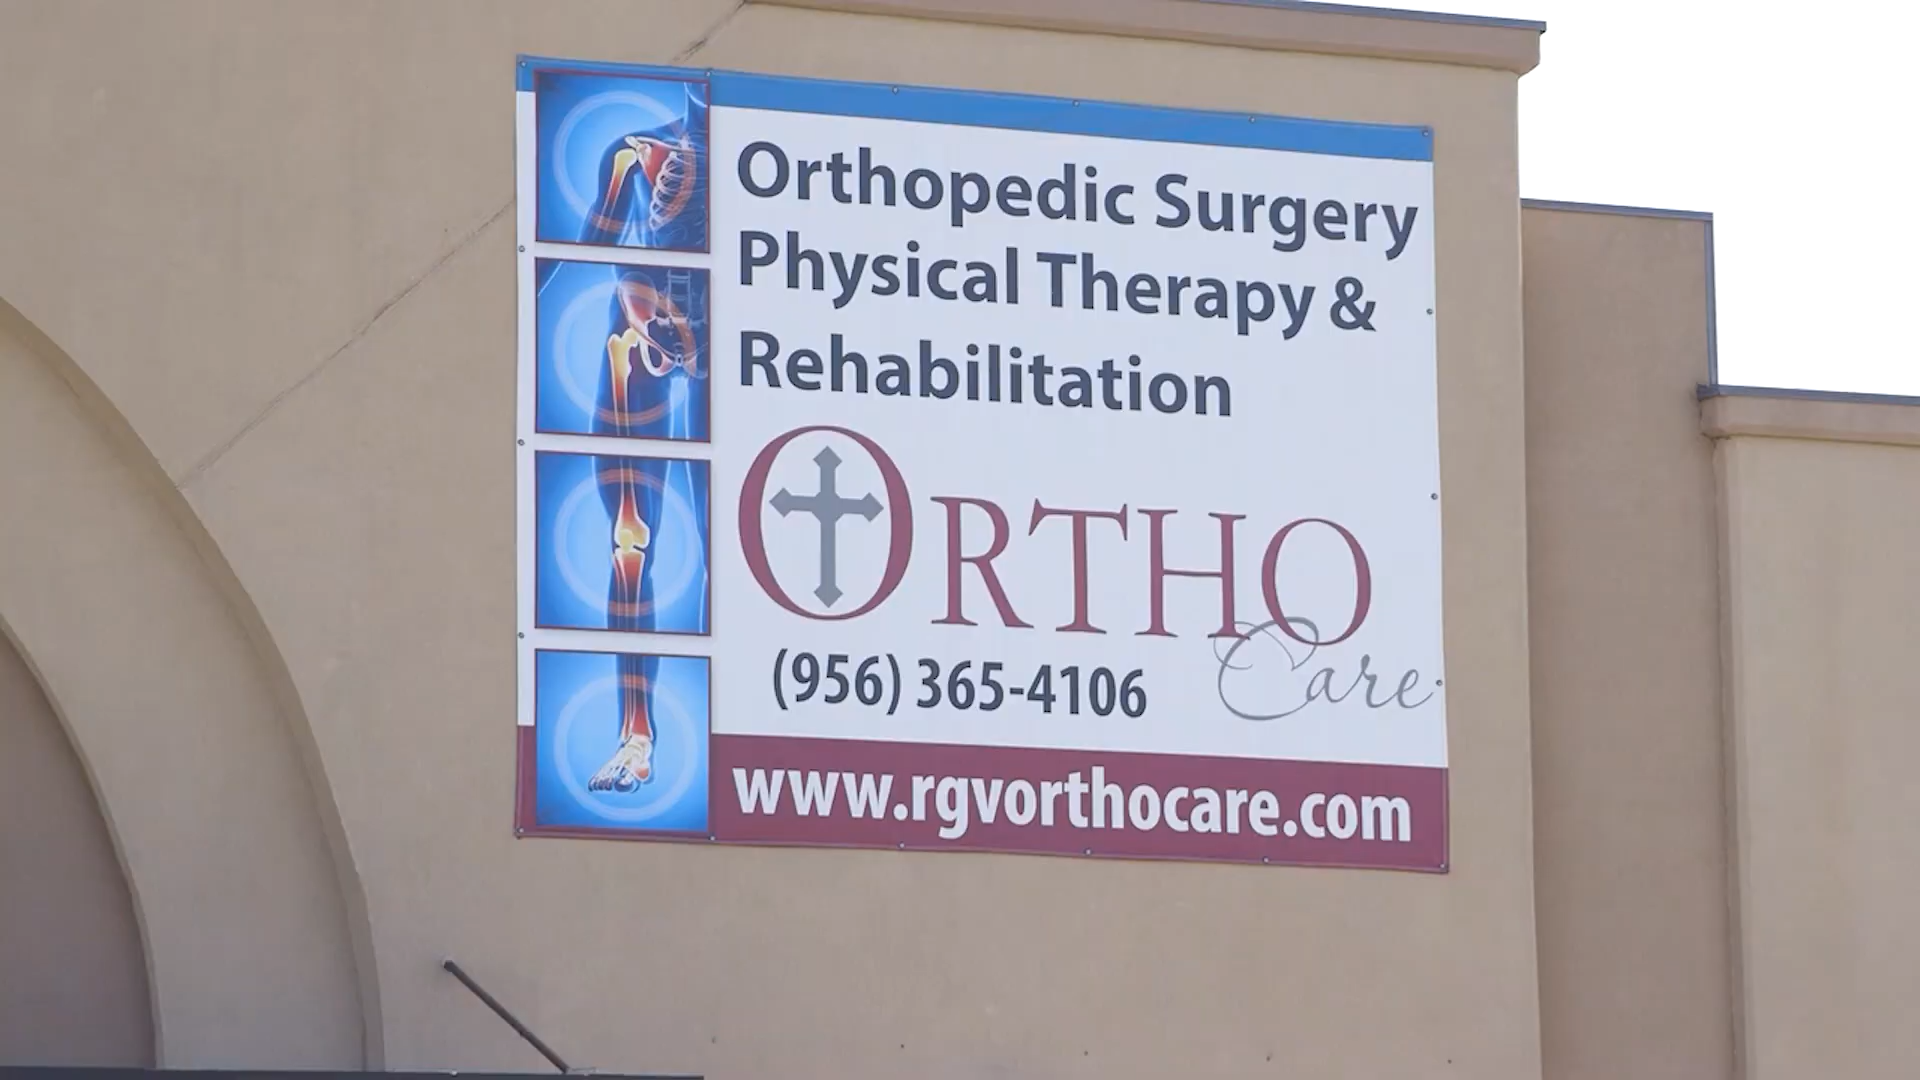 Orthopedic Surgery
Physical Therapy &
Rehabilitation
ORTHO
Care
(956) 365-4106
www.rgvorthocare.com